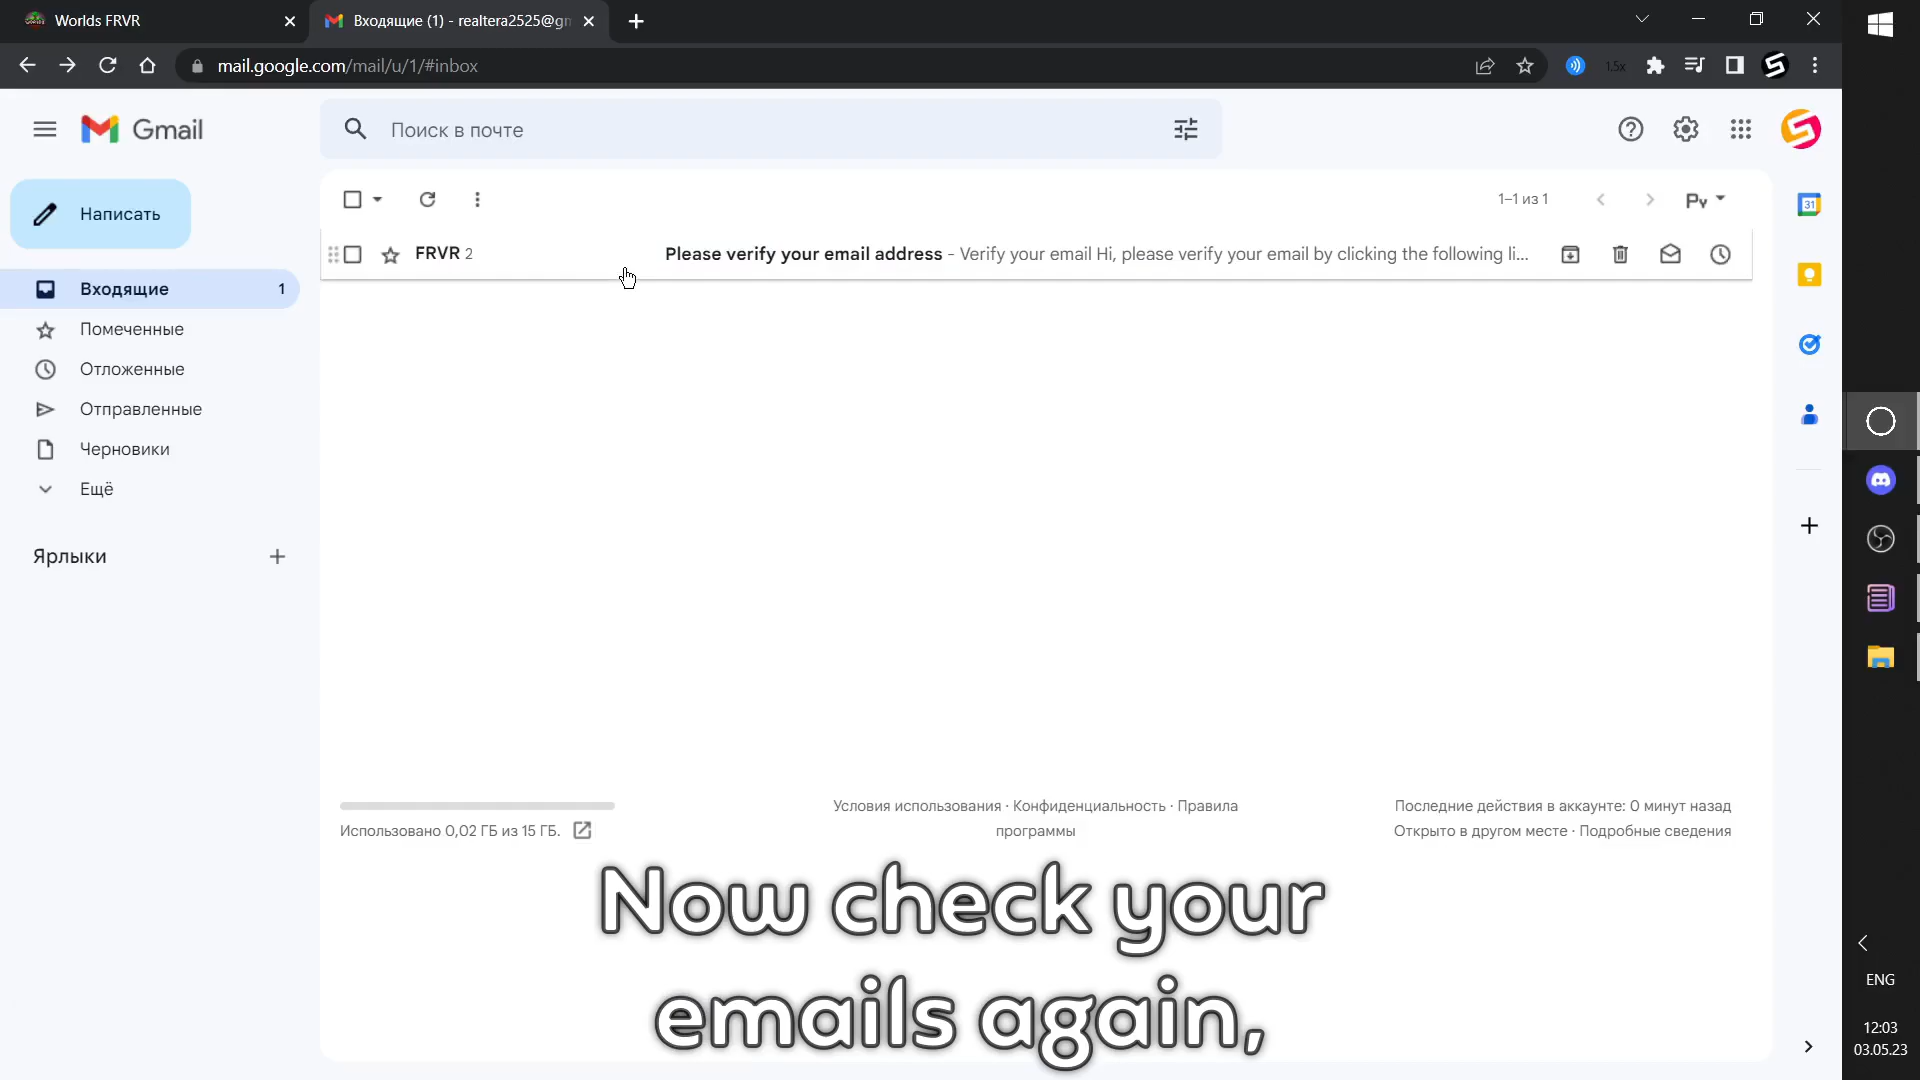 Worlds FRVR
Входящие (1) - realtera2525@gm
mail.google.com/mail/u/1/#inbox
1.5x
Gmail
Поиск в почте
Написать
1–1 из 1
Ру
FRVR 2
Please verify your email address - Verify your email Hi, please verify your email by clicking the following li...
31
Входящие 1
Помеченные
Отложенные
Отправленные
Черновики
Ещё
Ярлыки
Использовано 0,02 ГБ из 15 ГБ.
Условия использования · Конфиденциальность · Правила
программы
Последние действия в аккаунте: 0 минут назад
Открыто в другом месте · Подробные сведения
Now check your
emails again,
ENG
12:03
03.05.23